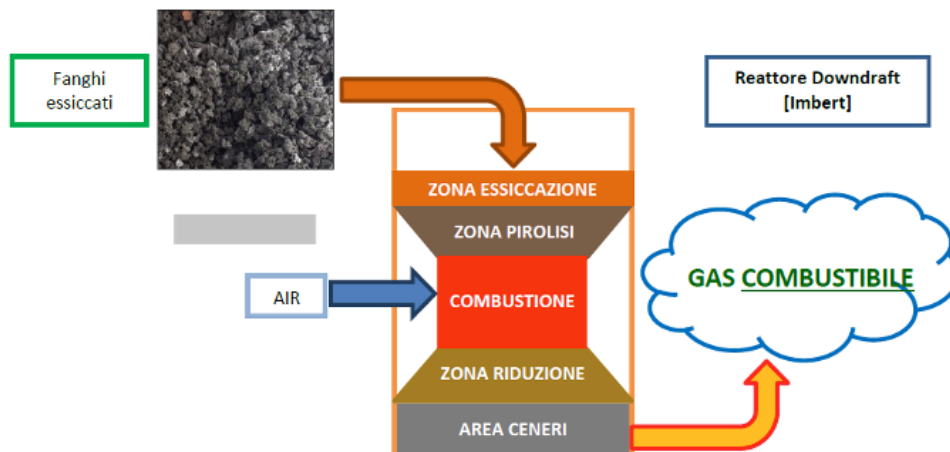 Fanghi
essiccati
Reattore Downdraft
[Imbert]
ZONA ESSICCAZIONE
ZONA PIROLISI
AIR
COMBUSTIONE
GAS COMBUSTIBILE
ZONA RIDUZIONE
AREA CENERI